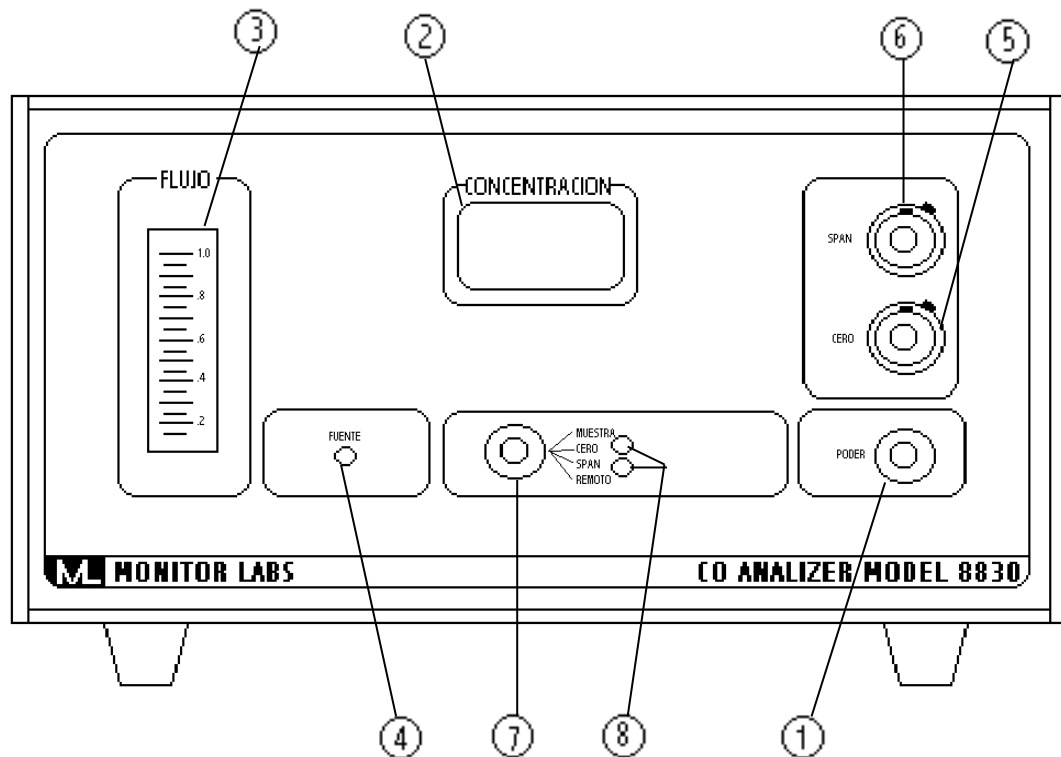 3
2
6
5
FLUJO
CONCENTRACION
1.0
.8
.6
.4
.2
SPAN
CERO
FUENTE
MUESTRA
CERO
SPAN
REMOTO
PODER
ML MONITOR LABS
CO ANALIZER MODEL 8830
4
7
8
1